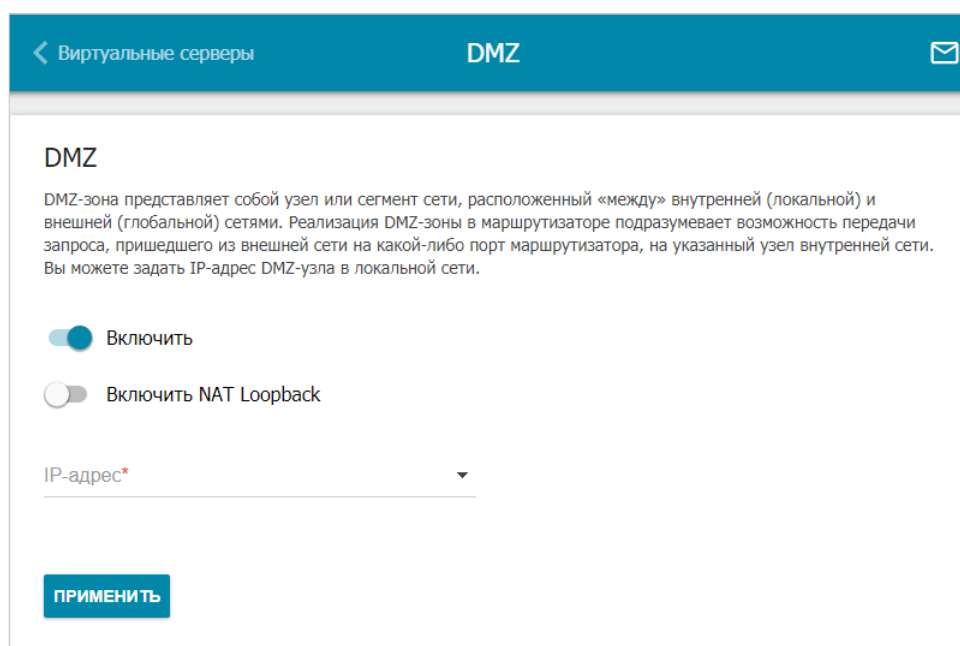 Виртуальные серверы
DMZ
DMZ
DMZ-зона представляет собой узел или сегмент сети, расположенный «между» внутренней (локальной) и
внешней (глобальной) сетями. Реализация DMZ-зоны в маршрутизаторе подразумевает возможность передачи
запроса, пришедшего из внешней сети на какой-либо порт маршрутизатора, на указанный узел внутренней сети.
Вы можете задать IP-адрес DMZ-узла в локальной сети.
Включить
Включить NAT Loopback
IP-адрес*
ПРИМЕНИТЬ